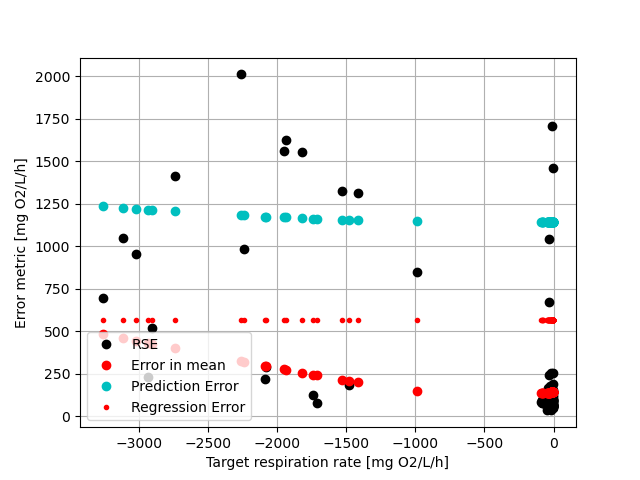 2000
1750
1500
1250
1000
750
500
250
0
Error metric [mg O2/L/h]
RSE
Error in mean
Prediction Error
Regression Error
−3000 −2500 −2000 −1500 −1000 −500 0
Target respiration rate [mg O2/L/h]